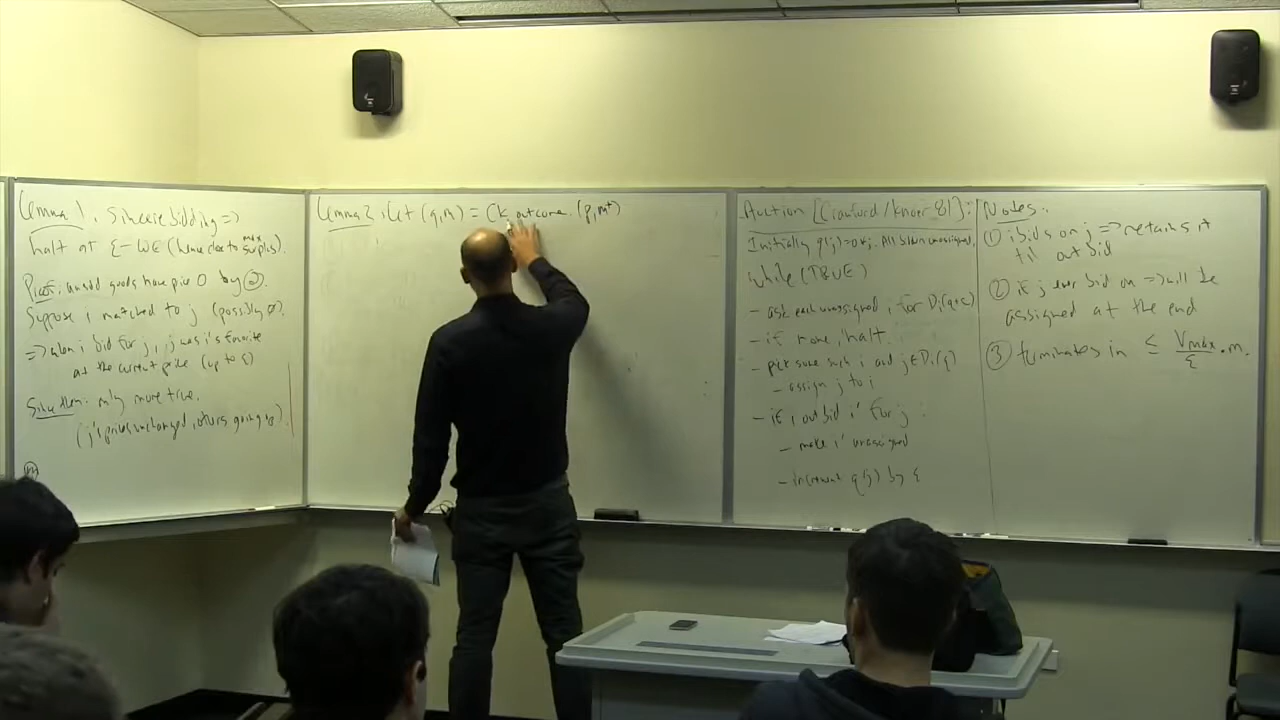 Lemma 1: Sincere bidding =>
halt at ε-WE (hence close to max surplus).
Proof: unsold goods have price 0 by ②.
Suppose i matched to j (possibly ∅).
=> when i bid for j, j was i's favorite
at the current price (up to ε)
Since then: only more true.
(j's price unchanged, others going up).
Lemma 2: Let (q,m) = CK outcome. (p,m*)
Auction [Crawford/Knoer 81]:
Initially q(j)=0 ∀j. All bidders unassigned.
while (TRUE)
- ask each unassigned i for Di(q+ε)
- if none, halt.
- pick some such i and j∈Di(q)
- assign j to i
- if i outbid i' for j:
- make i' unassigned
- increment q(j) by ε
Notes:
① i bids on j => retains it
til outbid
② if j ever bid on => will be
assigned at the end
③ terminates in ≤ Vmax/ε · m.